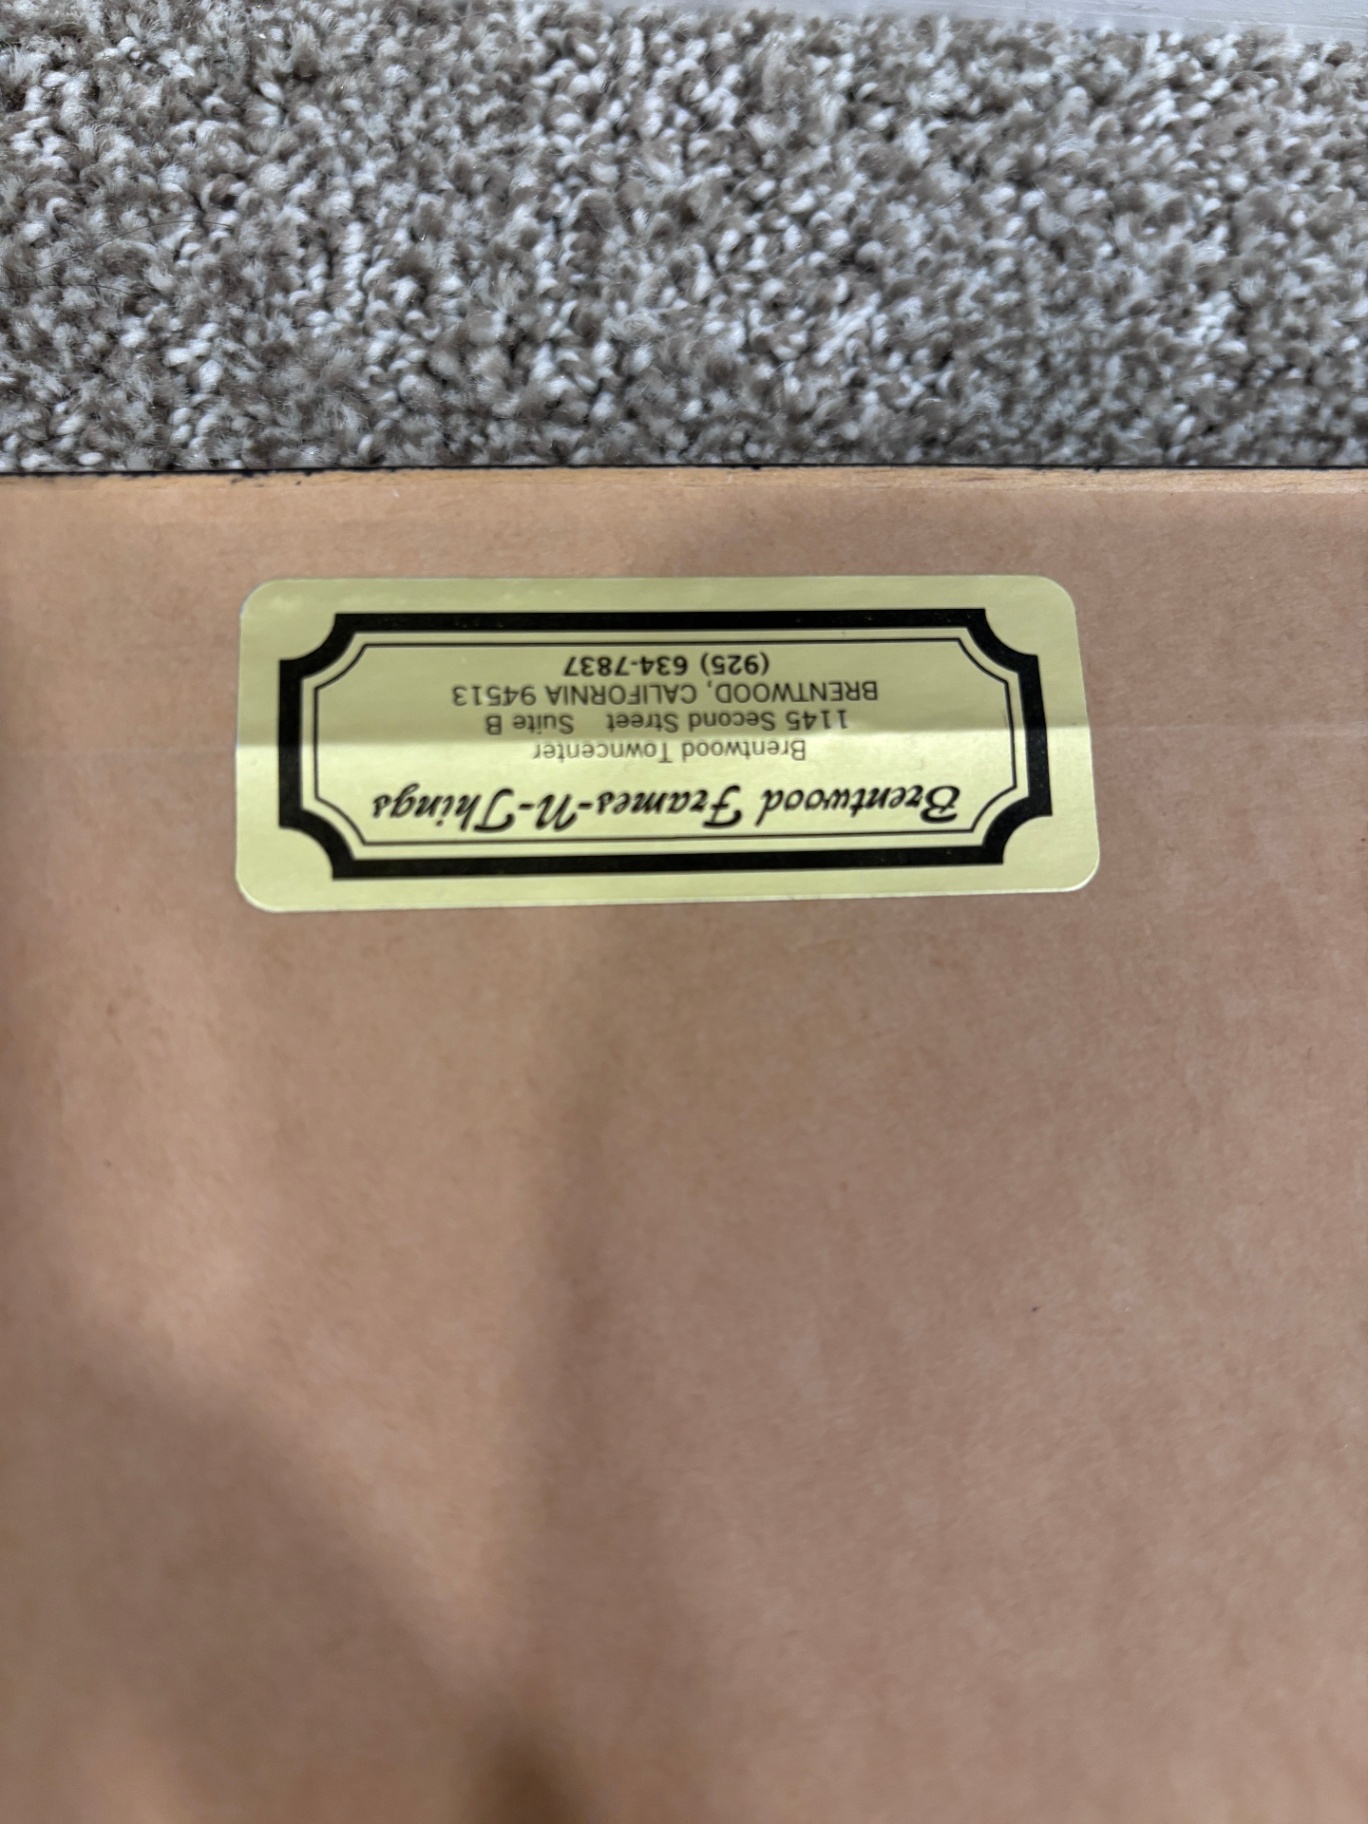 Brentwood Frames-N-Things
Brentwood Towncenter
1145 Second Street Suite B
BRENTWOOD, CALIFORNIA 94513
(925) 634-7837